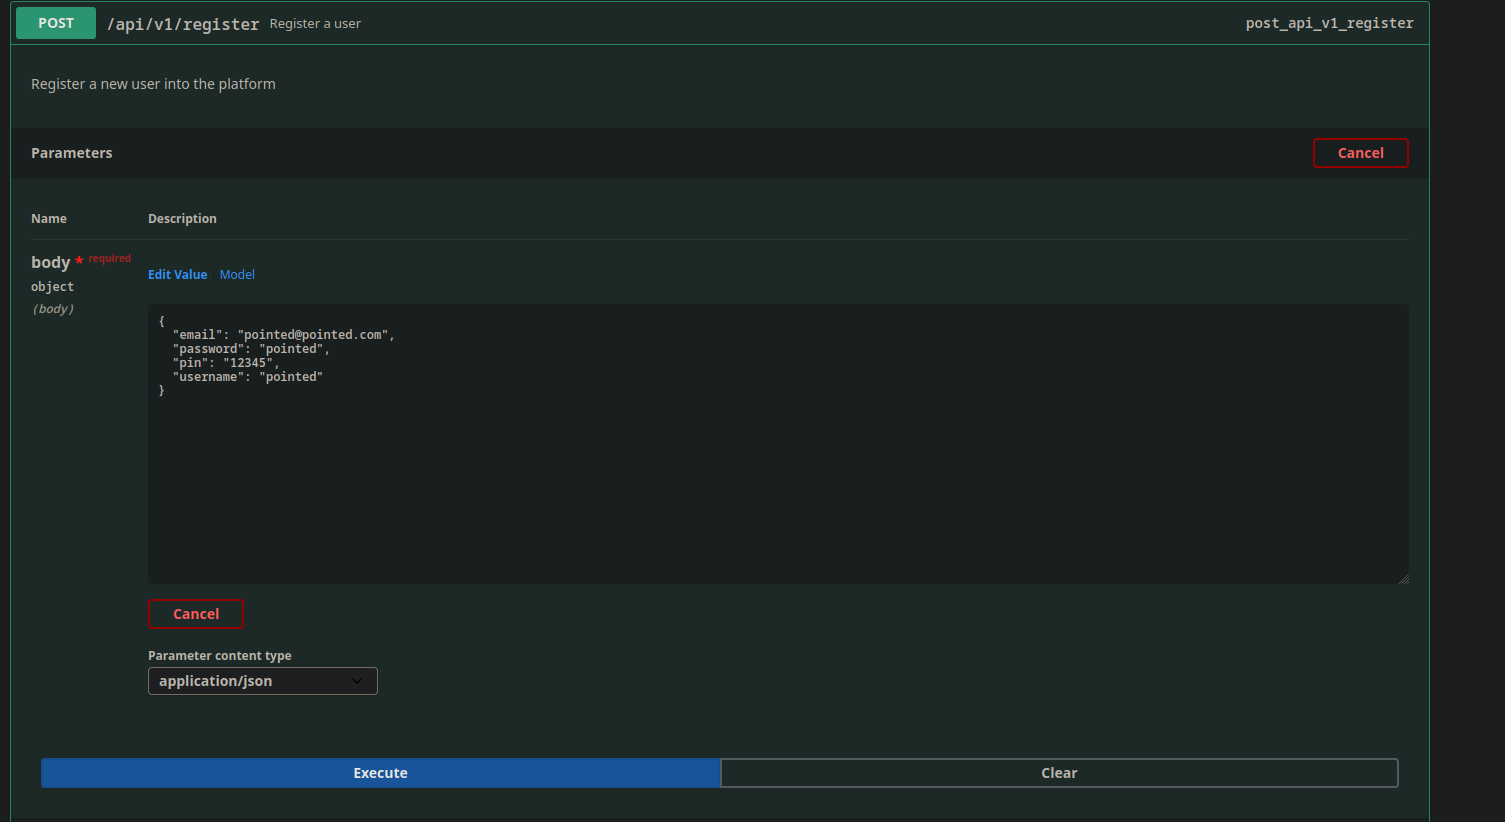 POST /api/v1/register Register a user post_api_v1_register
Register a new user into the platform
Parameters Cancel
Name Description
body * required
object
(body)
Edit Value Model
{
  "email": "pointed@pointed.com",
  "password": "pointed",
  "pin": "12345",
  "username": "pointed"
}
Cancel
Parameter content type
application/json
Execute Clear